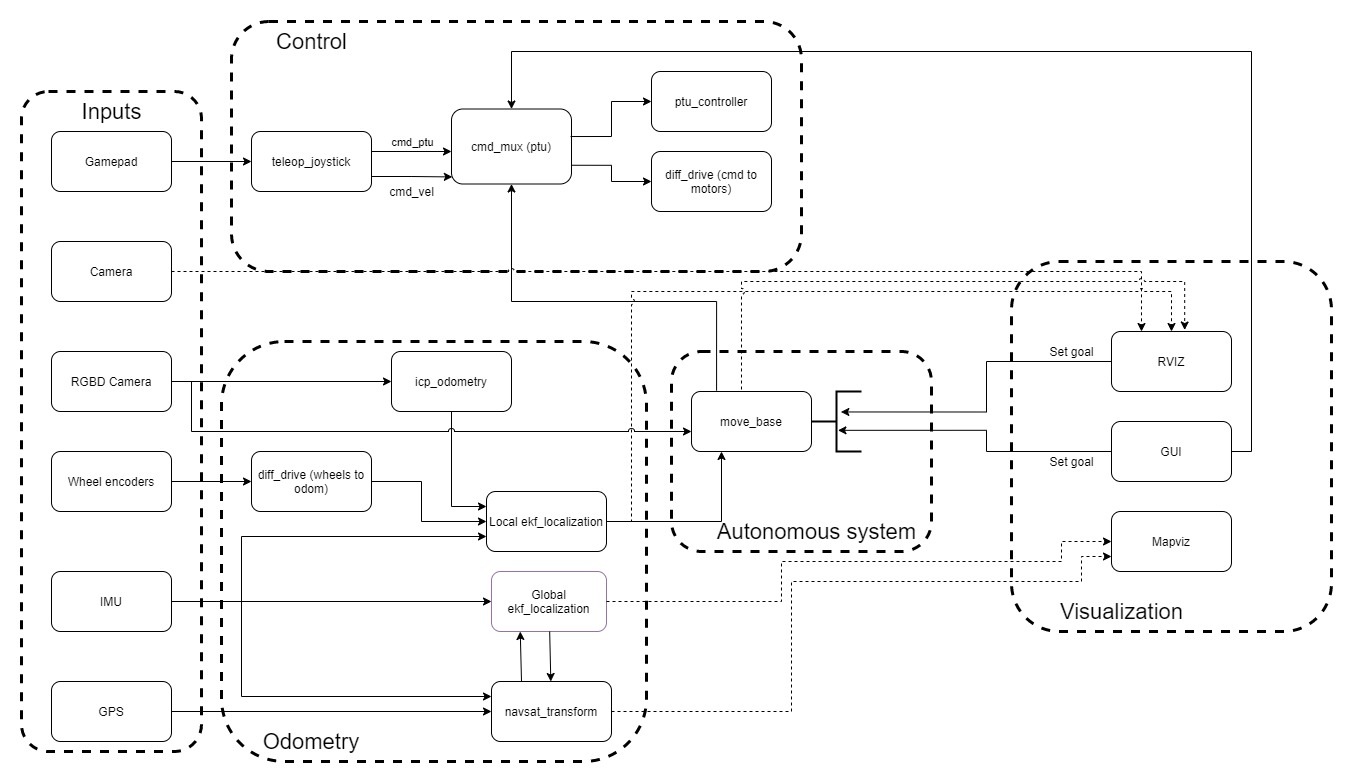 Control
Inputs
Gamepad
teleop_joystick
cmd_ptu
cmd_vel
cmd_mux (ptu)
ptu_controller
diff_drive (cmd to
motors)
Camera
RGBD Camera
icp_odometry
move_base
Set goal
RVIZ
GUI
Set goal
Wheel encoders
diff_drive (wheels to
odom)
Local ekf_localization
Autonomous system
Mapviz
IMU
Global
ekf_localization
Visualization
GPS
navsat_transform
Odometry